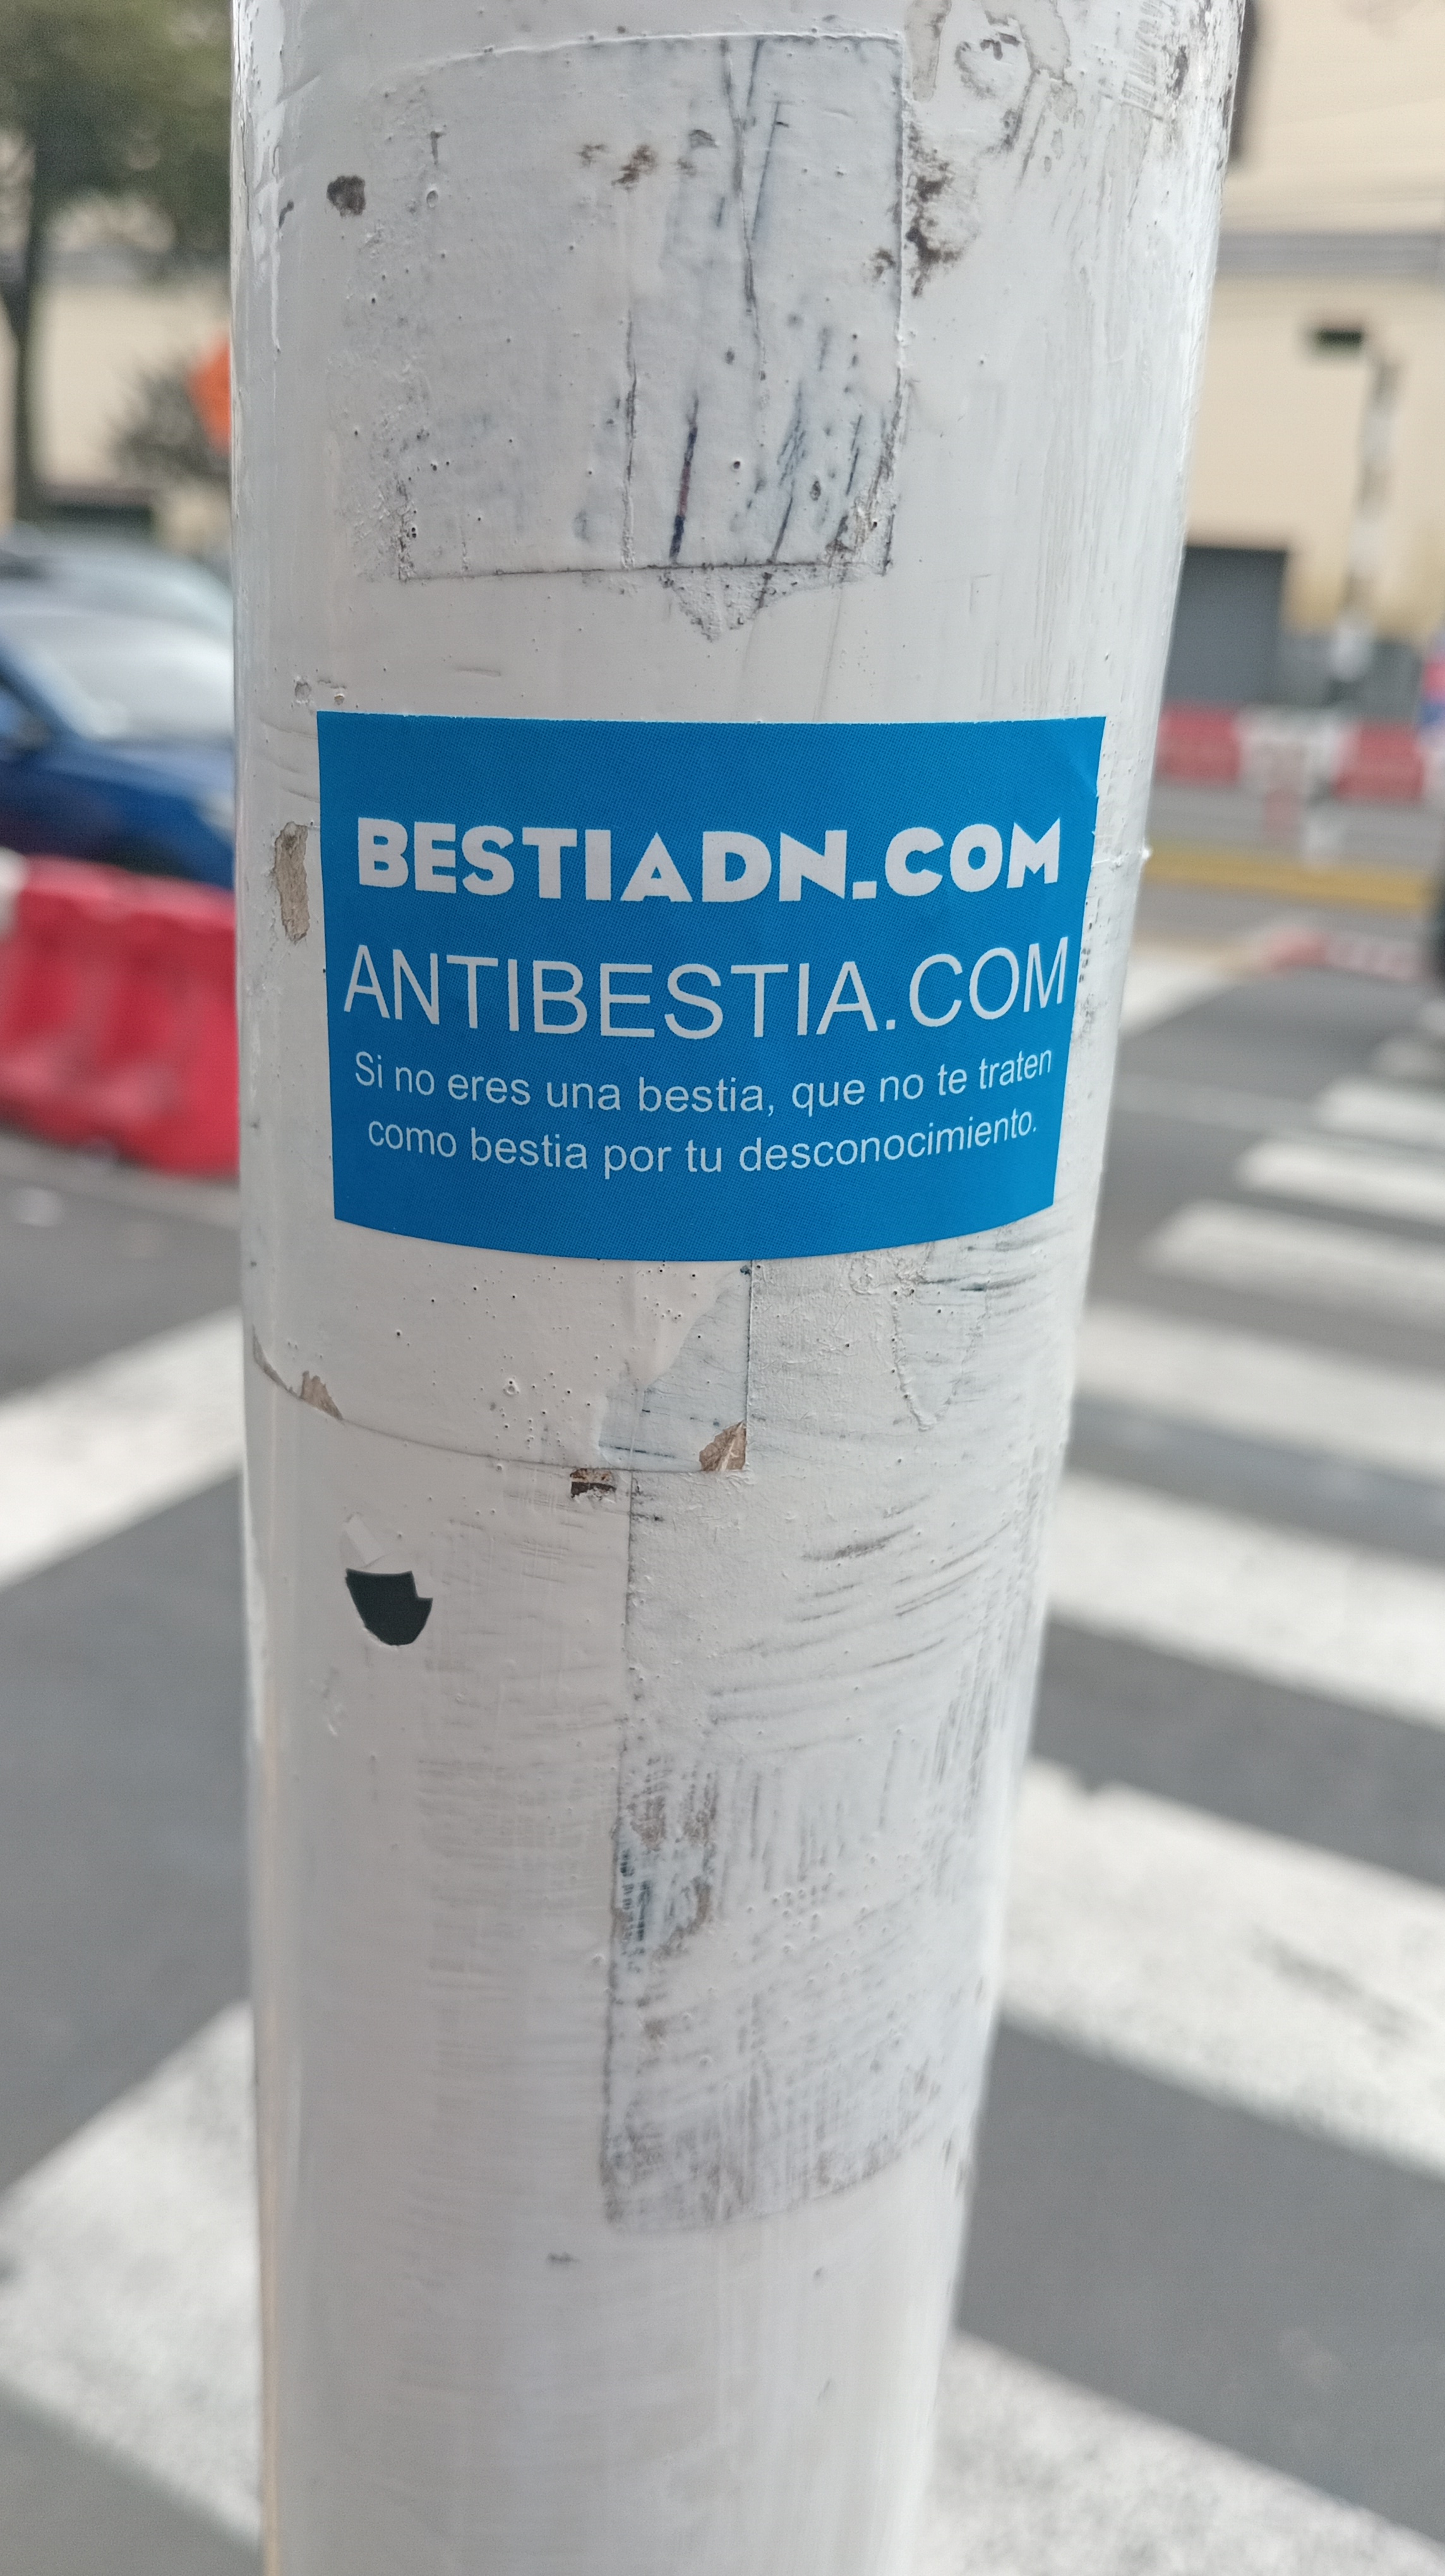 BESTIADN.COM
ANTIBESTIA.COM
Si no eres una bestia, que no te traten
como bestia por tu desconocimiento.